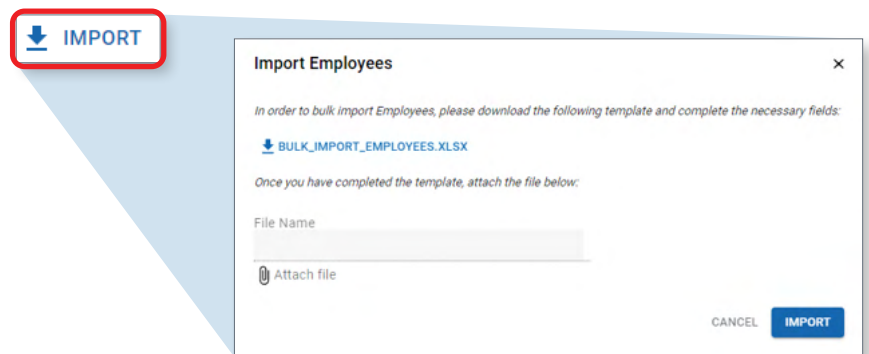 IMPORT
Import Employees
In order to bulk import Employees, please download the following template and complete the necessary fields:
BULK_IMPORT_EMPLOYEES.XLSX
Once you have completed the template, attach the file below:
File Name
Attach file
CANCEL IMPORT